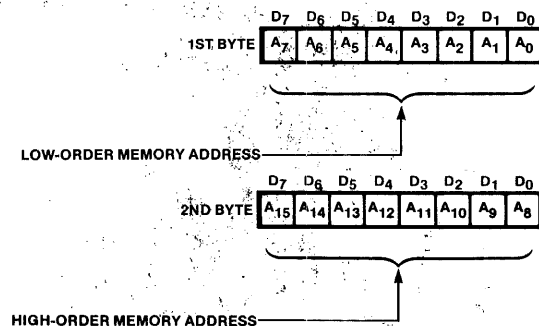 D7 D6 D5 D4 D3 D2 D1 D0
1ST BYTE A7 A6 A5 A4 A3 A2 A1 A0
LOW-ORDER MEMORY ADDRESS
D7 D6 D5 D4 D3 D2 D1 D0
2ND BYTE A15 A14 A13 A12 A11 A10 A9 A8
HIGH-ORDER MEMORY ADDRESS